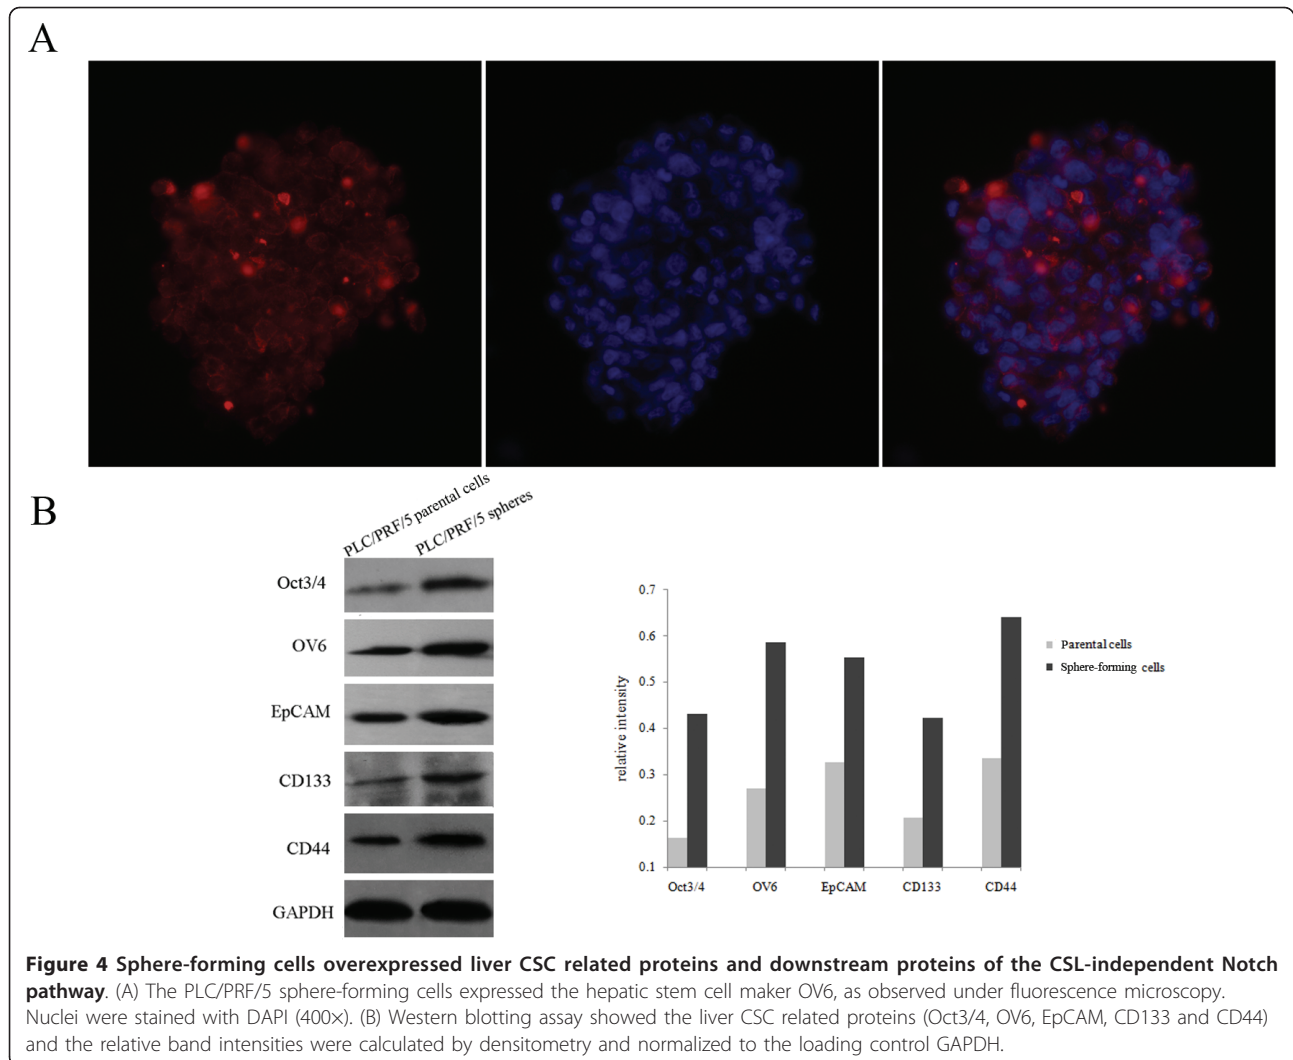 A
B
PLC/PRF/5 parental cells
PLC/PRF/5 spheres
Oct3/4
OV6
EpCAM
CD133
CD44
GAPDH
relative intensity
0.7
0.6
0.5
0.4
0.3
0.2
0.1
Oct3/4 OV6 EpCAM CD133 CD44
Parental cells
Sphere-forming cells
Figure 4 Sphere-forming cells overexpressed liver CSC related proteins and downstream proteins of the CSL-independent Notch
pathway. (A) The PLC/PRF/5 sphere-forming cells expressed the hepatic stem cell maker OV6, as observed under fluorescence microscopy.
Nuclei were stained with DAPI (400×). (B) Western blotting assay showed the liver CSC related proteins (Oct3/4, OV6, EpCAM, CD133 and CD44)
and the relative band intensities were calculated by densitometry and normalized to the loading control GAPDH.